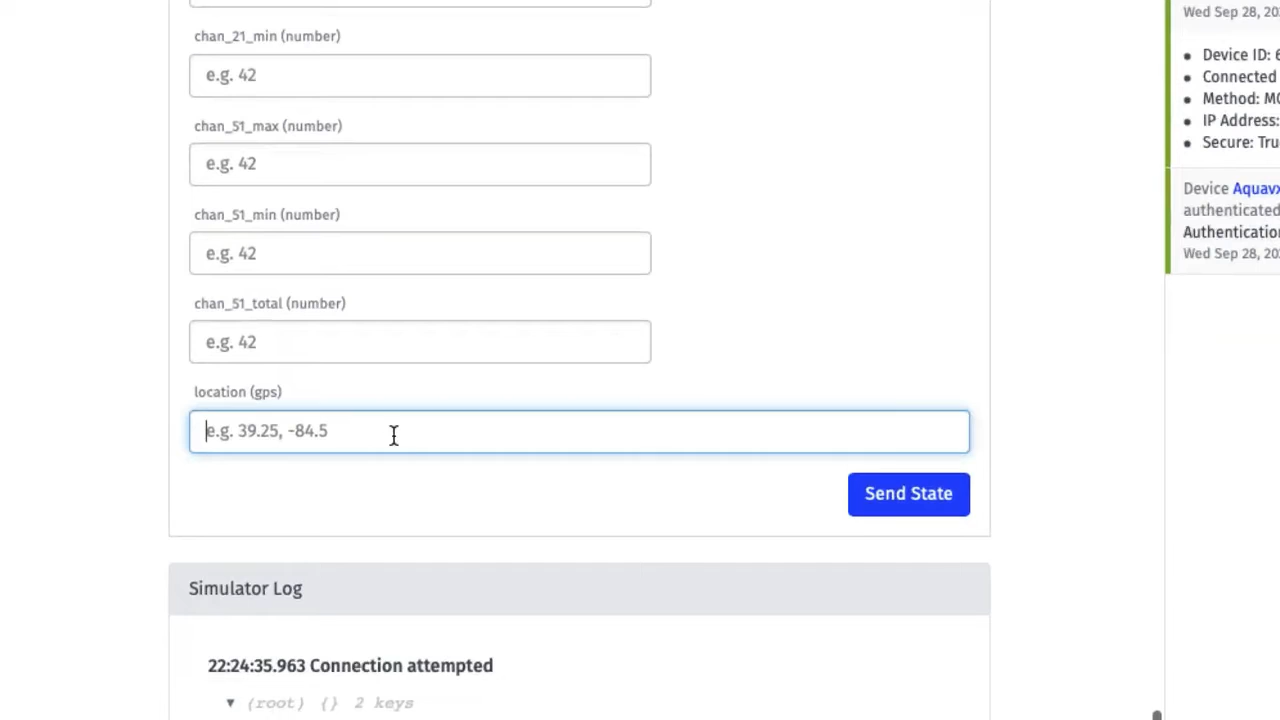 chan_21_min (number)
e.g. 42
chan_51_max (number)
e.g. 42
chan_51_min (number)
e.g. 42
chan_51_total (number)
e.g. 42
location (gps)
e.g. 39.25, -84.5
Send State
Simulator Log
22:24:35.963 Connection attempted
▼ (root) {} 2 keys
Wed Sep 28, 20
• Device ID: 6
• Connected
• Method: M
• IP Address:
• Secure: Tru
Device Aquav
authenticated
Authentication
Wed Sep 28, 20